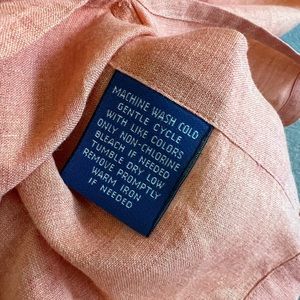 MACHINE WASH COLD
GENTLE CYCLE
WITH LIKE COLORS
ONLY NON-CHLORINE
BLEACH IF NEEDED
TUMBLE DRY LOW
REMOVE PROMPTLY
WARM IRON
IF NEEDED